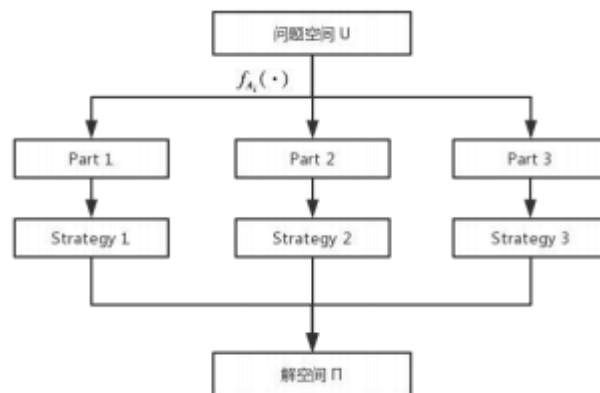 问题空间 U
f_{A_i}(·)
Part 1
Part 2
Part 3
Strategy 1
Strategy 2
Strategy 3
解空间 Π